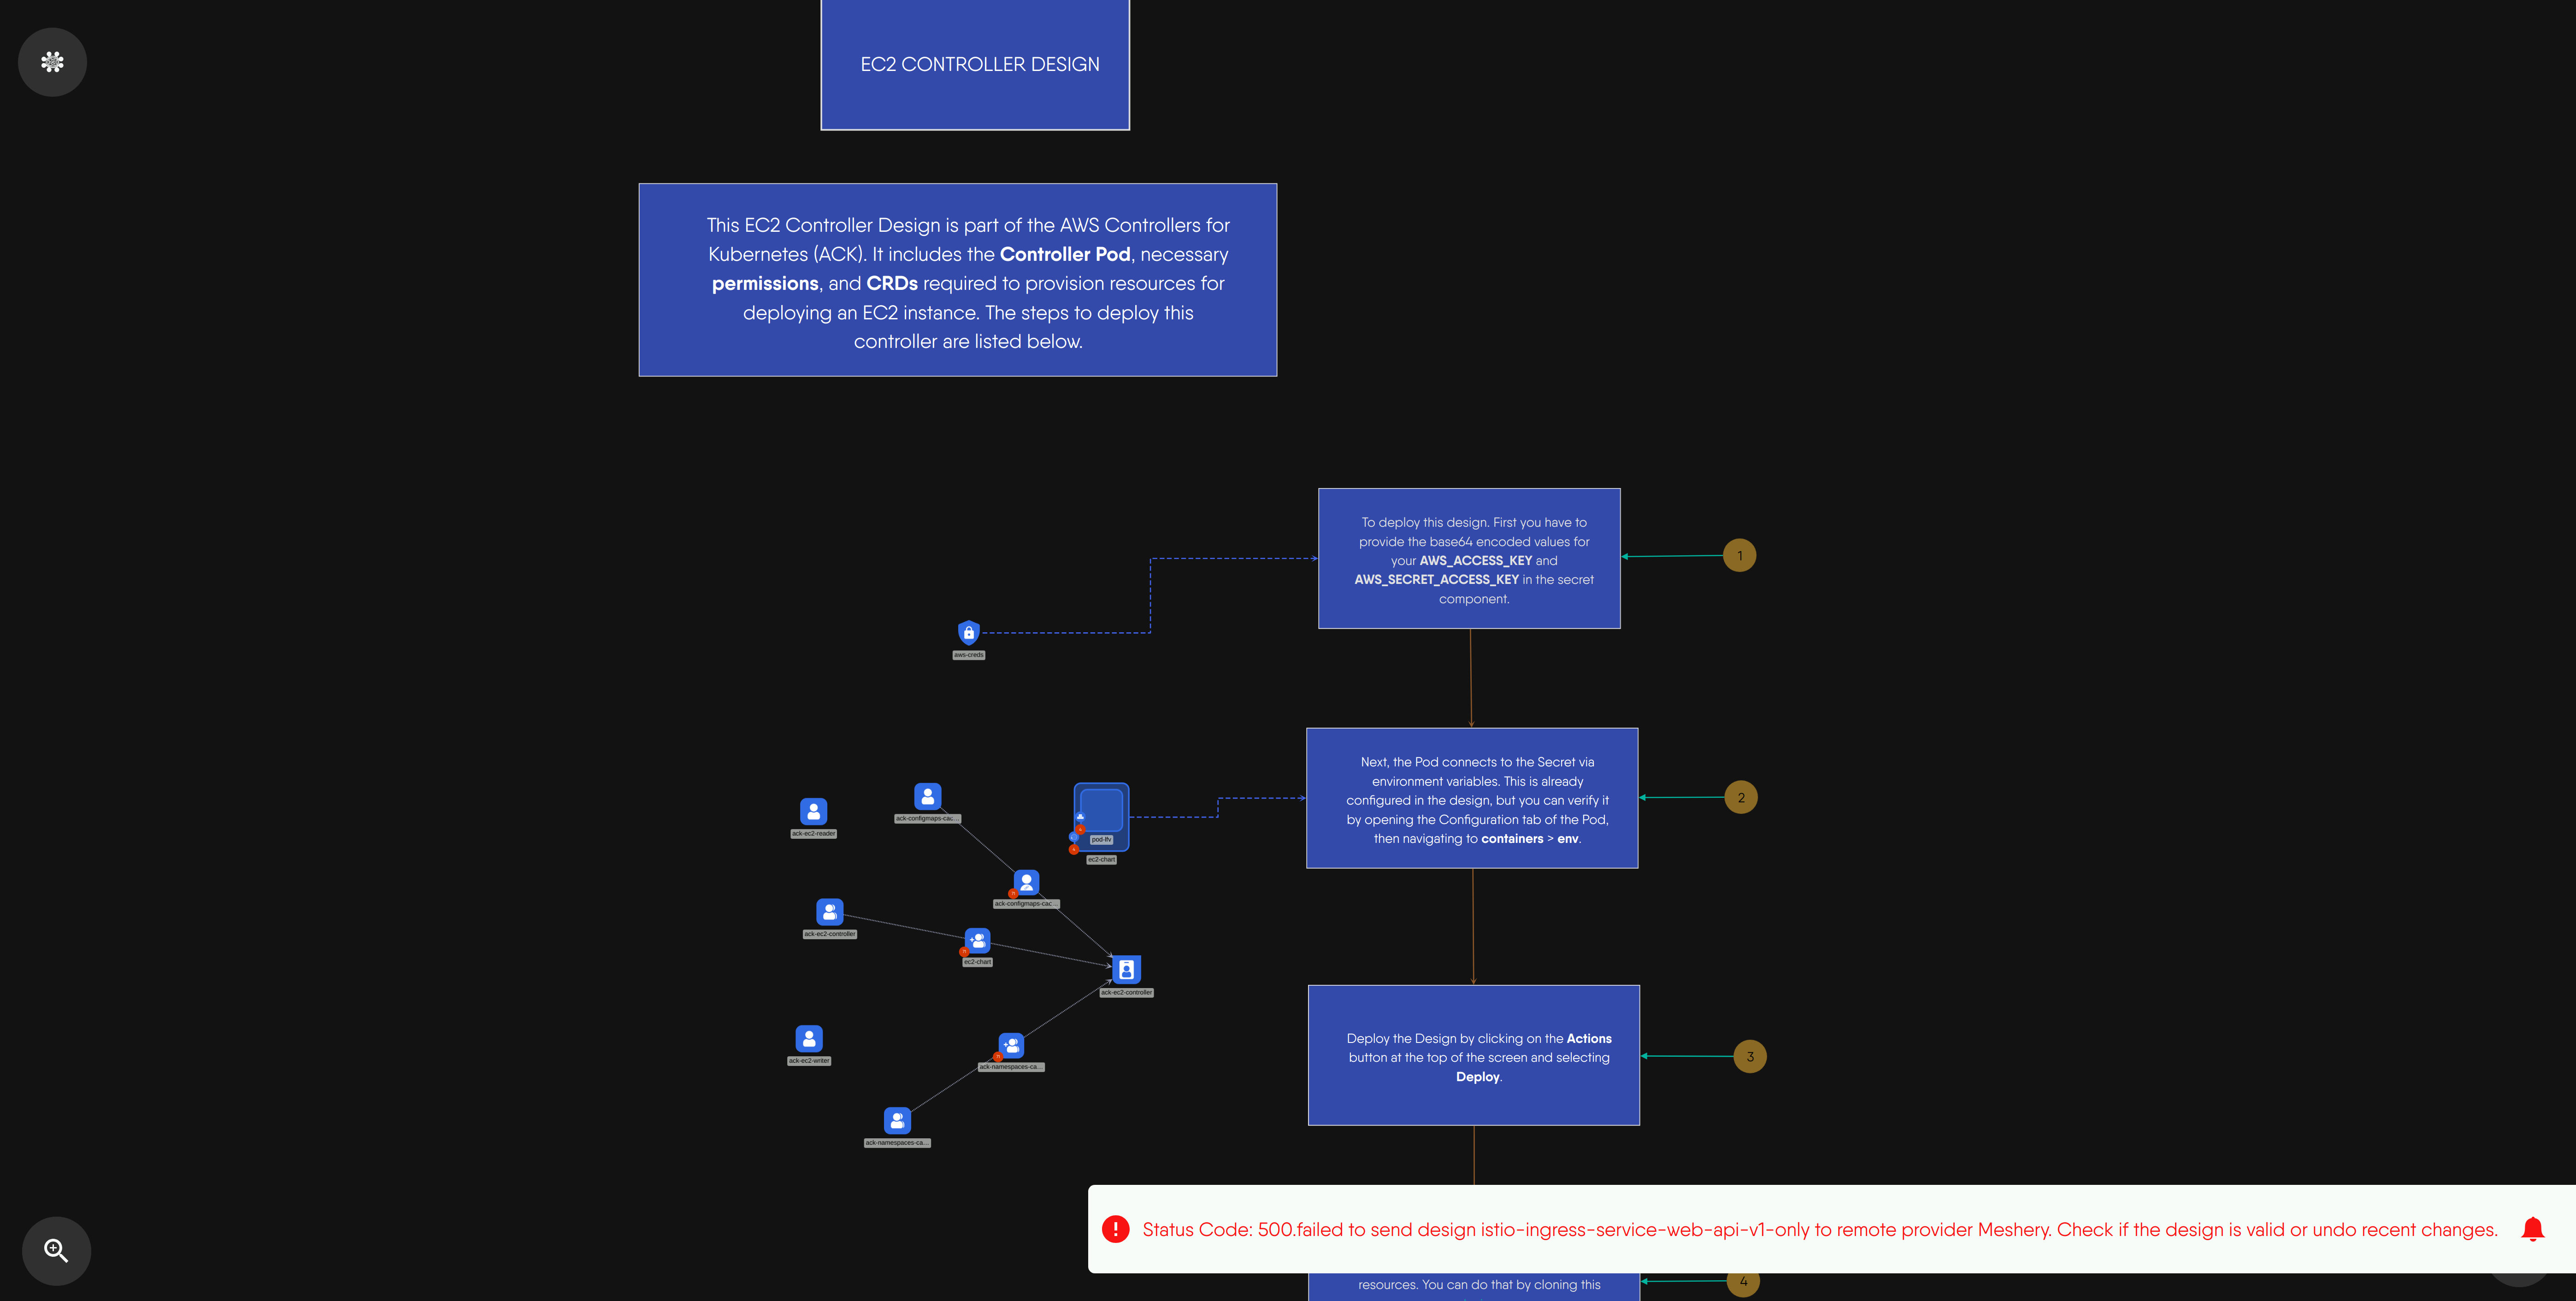 EC2 CONTROLLER DESIGN
This EC2 Controller Design is part of the AWS Controllers for
Kubernetes (ACK). It includes the Controller Pod, necessary
permissions, and CRDs required to provision resources for
deploying an EC2 instance. The steps to deploy this
controller are listed below.
To deploy this design. First you have to
provide the base64 encoded values for
your AWS_ACCESS_KEY and
AWS_SECRET_ACCESS_KEY in the secret
component.
1
aws-creds
Next, the Pod connects to the Secret via
environment variables. This is already
configured in the design, but you can verify it
by opening the Configuration tab of the Pod,
then navigating to containers > env.
2
ack-configmaps-cac...
ack-ec2-reader
pod-flv
ec2-chart
ack-configmaps-cac...
ack-ec2-controller
ec2-chart
ack-ec2-controller
ack-ec2-writer
ack-namespaces-ca...
ack-namespaces-ca...
Deploy the Design by clicking on the Actions
button at the top of the screen and selecting
Deploy.
3
Status Code: 500.failed to send design istio-ingress-service-web-api-v1-only to remote provider Meshery. Check if the design is valid or undo recent changes.
resources. You can do that by cloning this
4